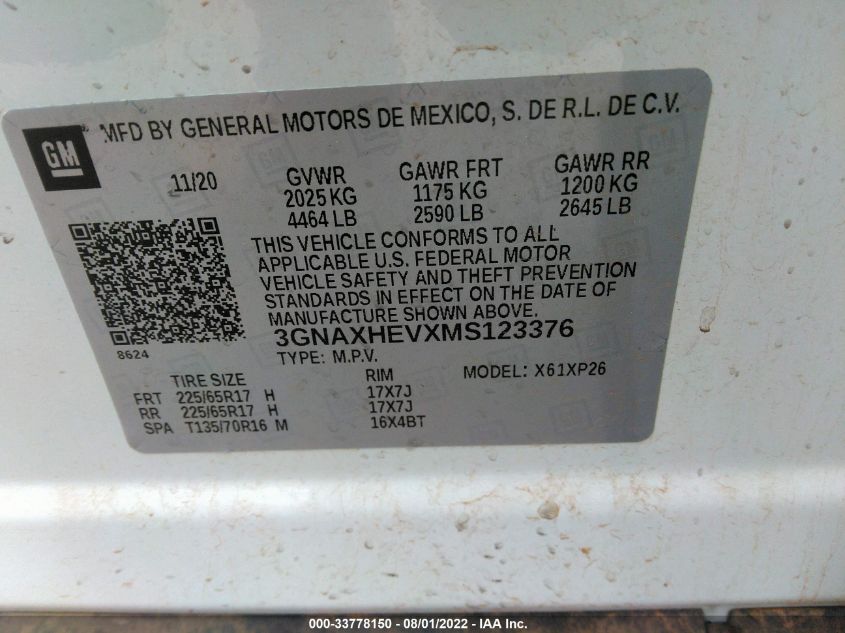 GM MFD BY GENERAL MOTORS DE MEXICO, S. DE R.L. DE C.V.
11/20 GVWR GAWR FRT GAWR RR
2025 KG 1175 KG 1200 KG
4464 LB 2590 LB 2645 LB
THIS VEHICLE CONFORMS TO ALL
APPLICABLE U.S. FEDERAL MOTOR
VEHICLE SAFETY AND THEFT PREVENTION
STANDARDS IN EFFECT ON THE DATE OF
MANUFACTURE SHOWN ABOVE.
3GNAXHEVXMS123376
8624 TYPE: M.P.V. MODEL: X61XP26
TIRE SIZE RIM
FRT 225/65R17 H 17X7J
RR 225/65R17 H 17X7J
SPA T135/70R16 M 16X4BT
000-33778150 - 08/01/2022 - IAA Inc.